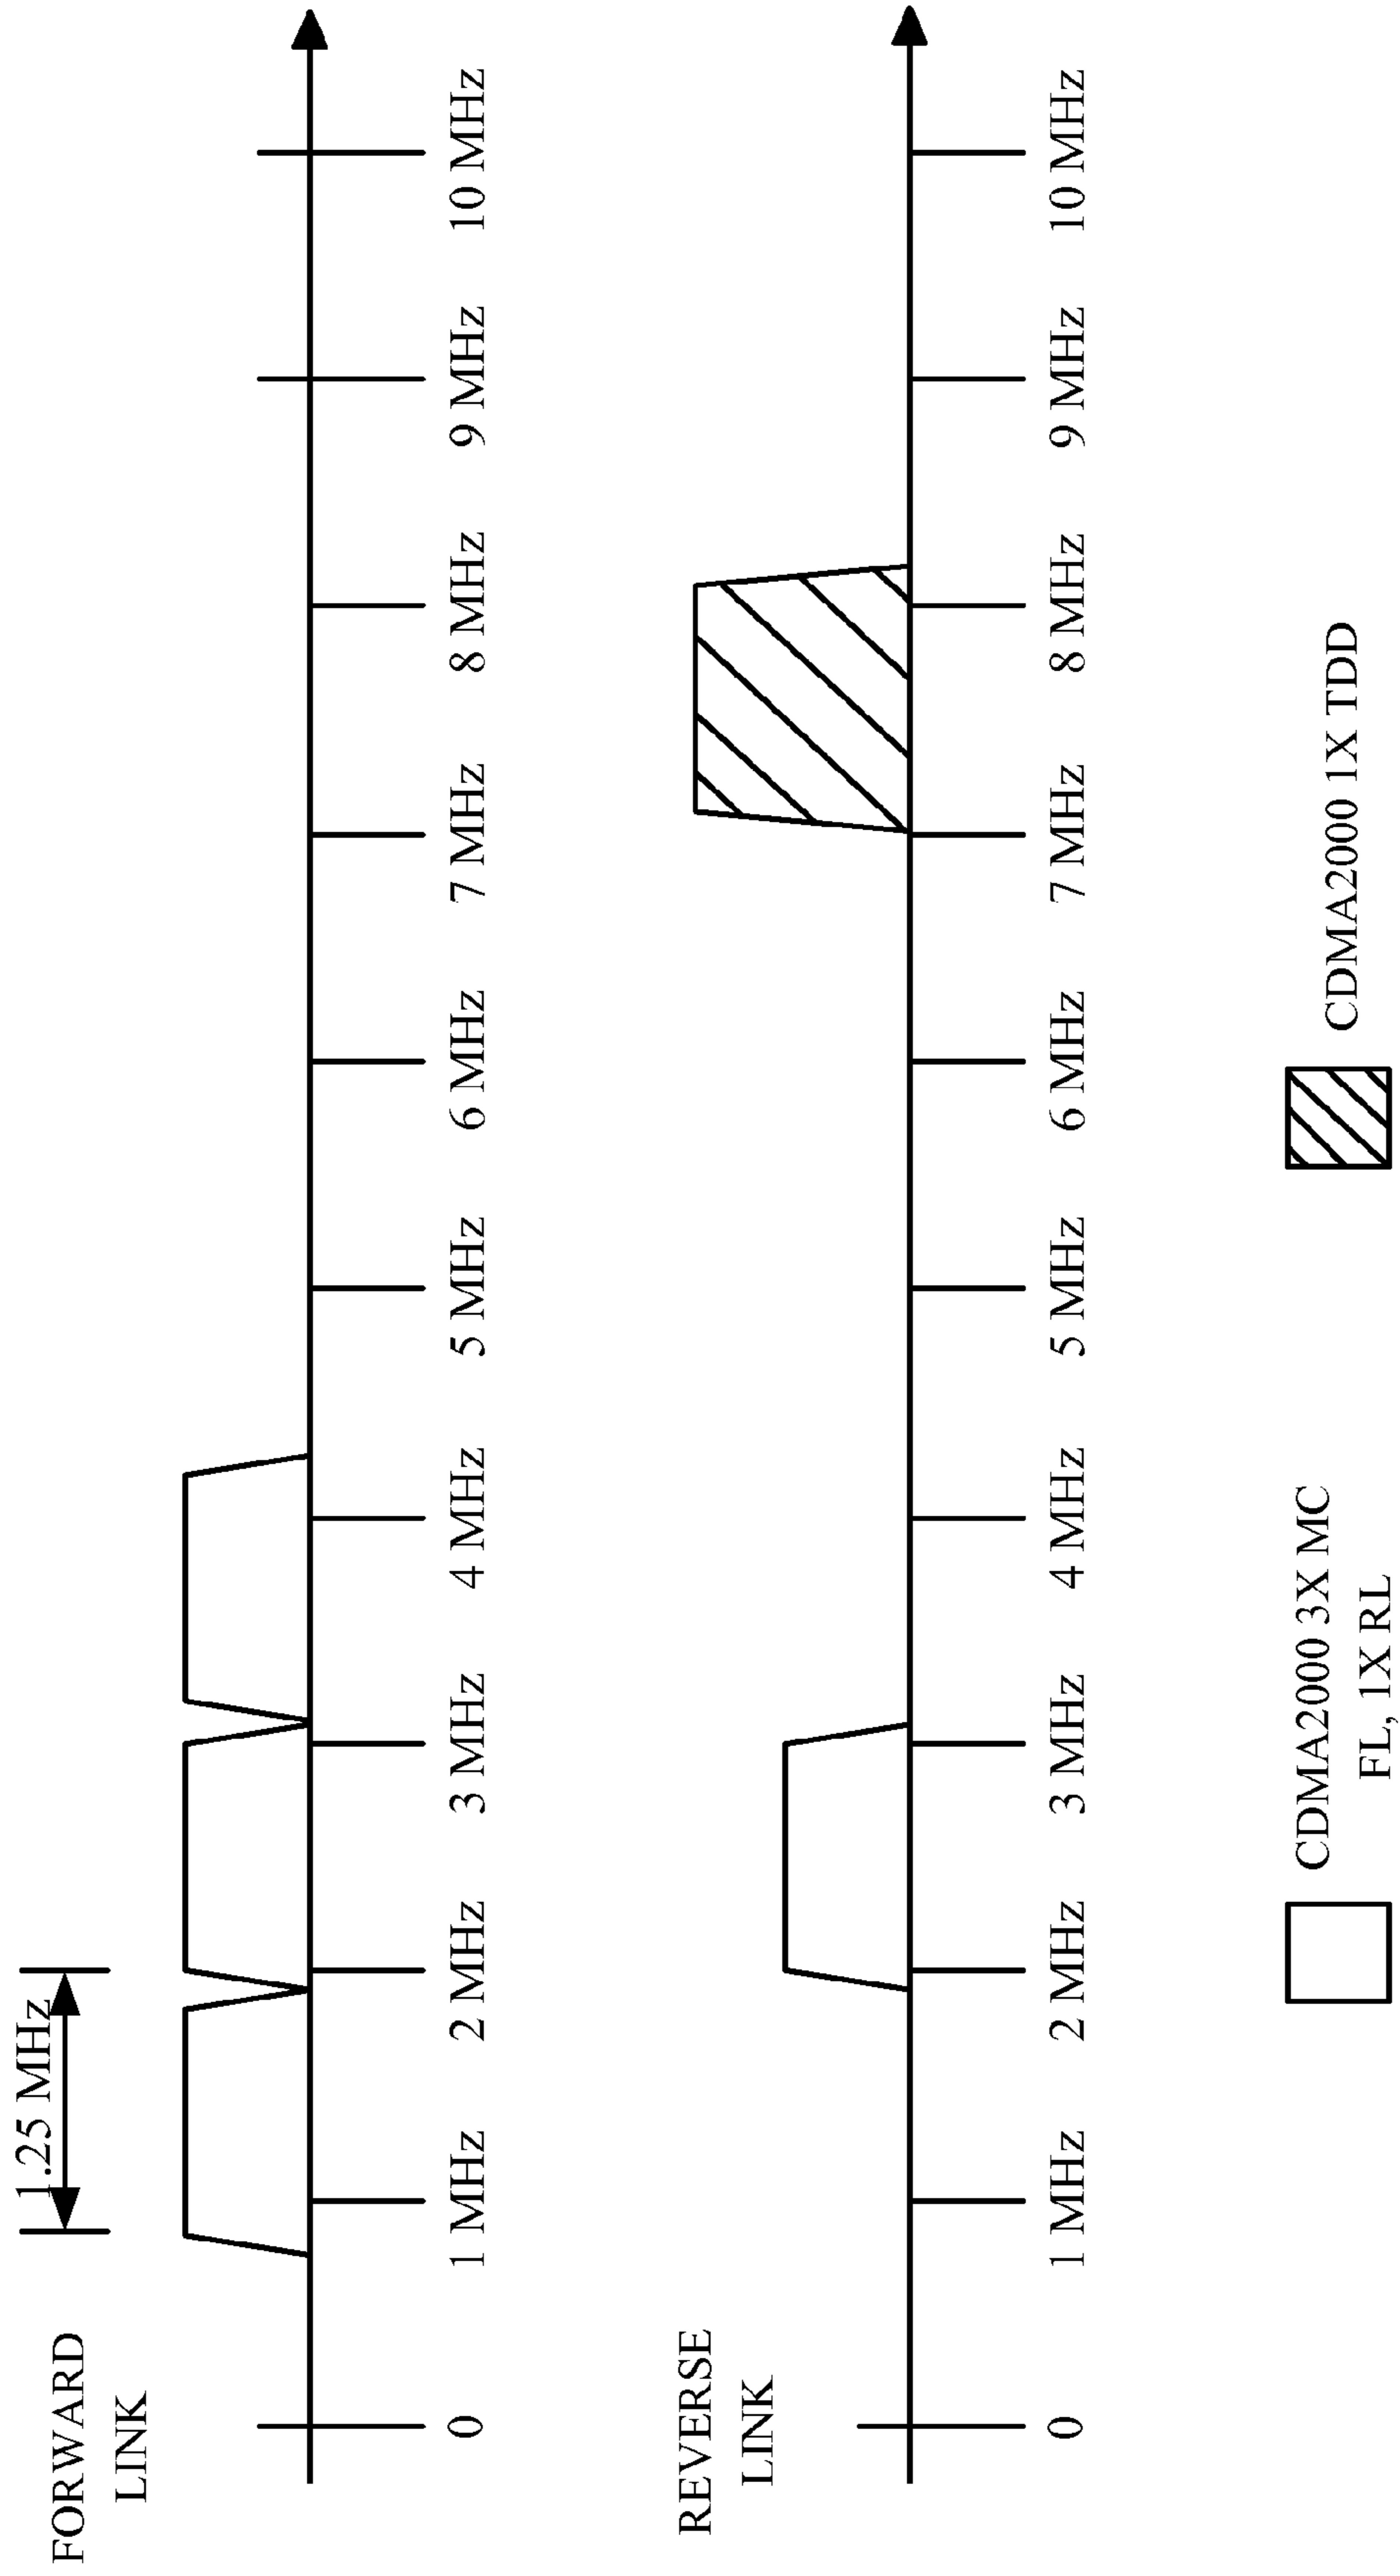 FORWARD
LINK
1.25 MHz
0
1 MHz
2 MHz
3 MHz
4 MHz
5 MHz
6 MHz
7 MHz
8 MHz
9 MHz
10 MHz
REVERSE
LINK
0
1 MHz
2 MHz
3 MHz
4 MHz
5 MHz
6 MHz
7 MHz
8 MHz
9 MHz
10 MHz
CDMA2000 3X MC
FL, 1X RL
CDMA2000 1X TDD